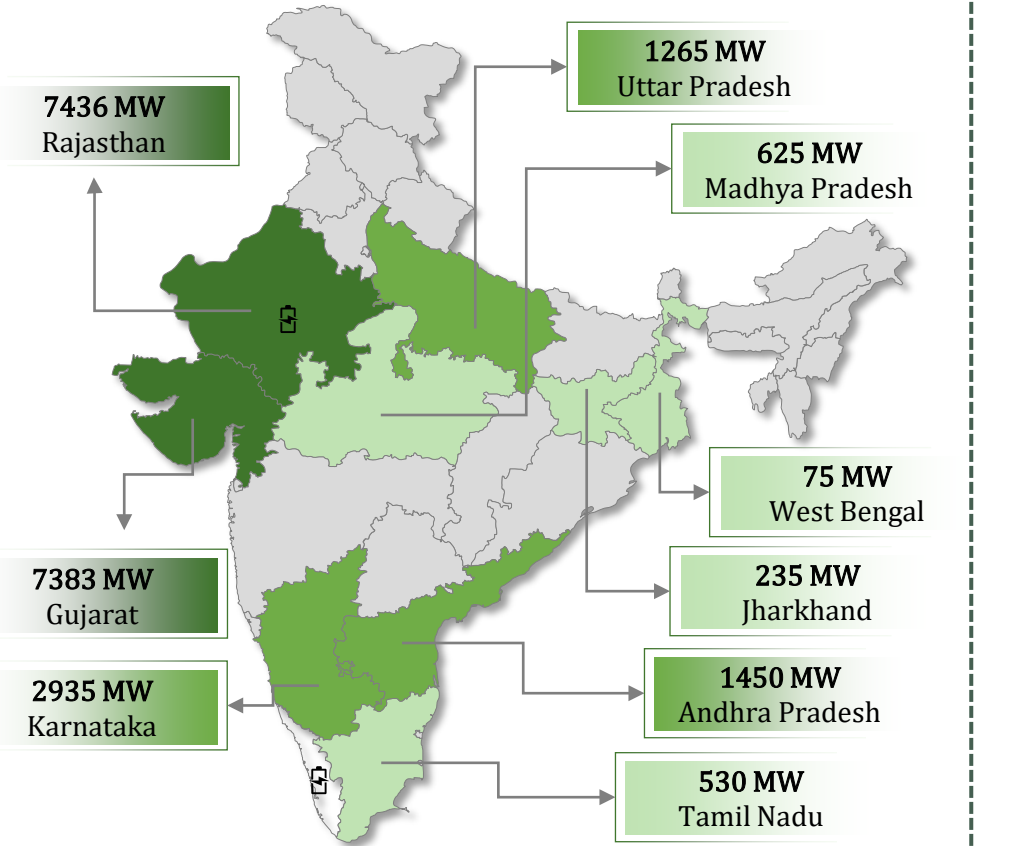 1265 MW
Uttar Pradesh
7436 MW
Rajasthan
625 MW
Madhya Pradesh
75 MW
West Bengal
7383 MW
Gujarat
235 MW
Jharkhand
2935 MW
Karnataka
1450 MW
Andhra Pradesh
530 MW
Tamil Nadu